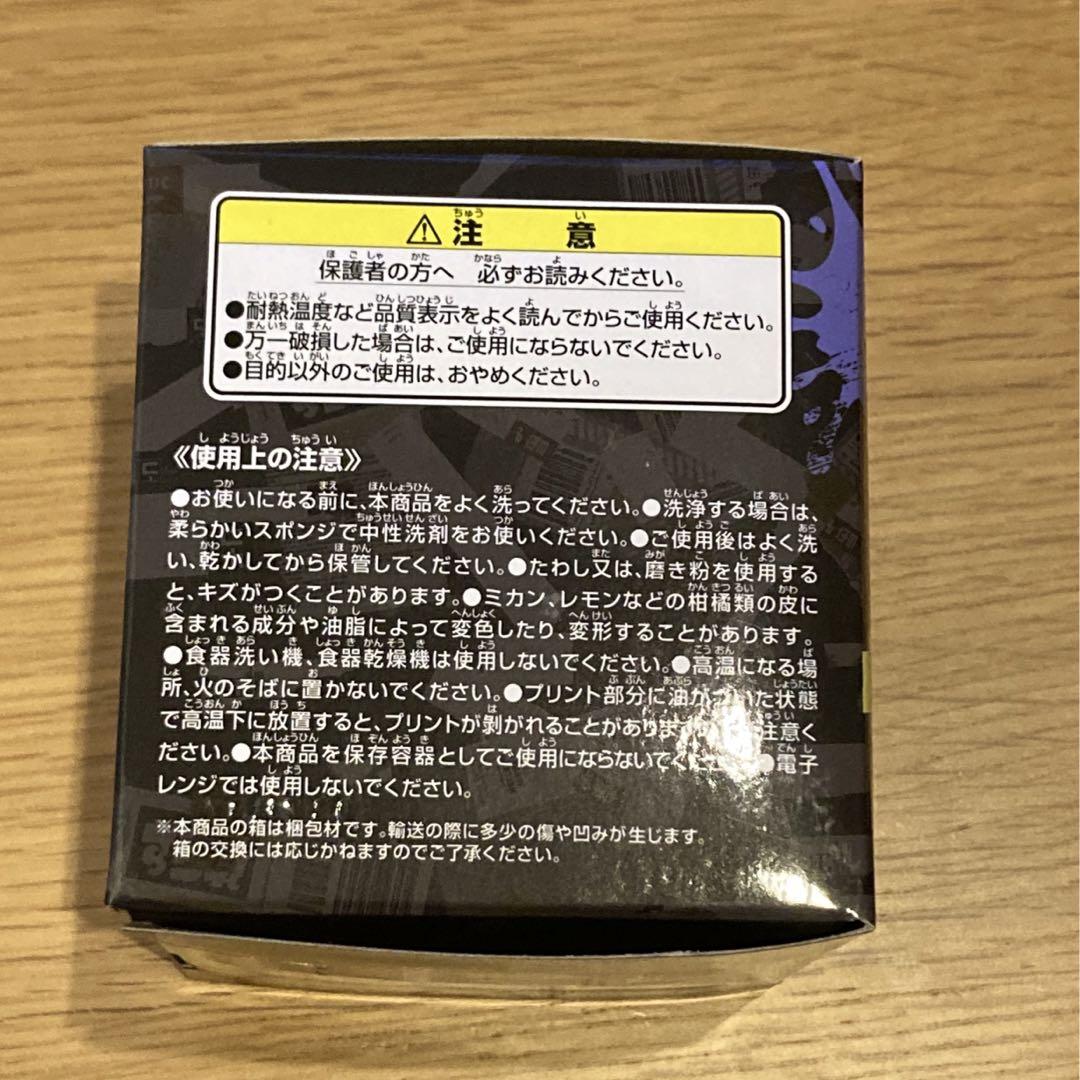 ⚠注意
保護者の方へ 必ずお読みください。
●耐熱温度など品質表示をよく読んでからご使用ください。
●万一破損した場合は、ご使用にならないでください。
●目的以外のご使用は、おやめください。
《使用上の注意》
●お使いになる前に、本商品をよく洗ってください。●洗浄する場合は、
柔らかいスポンジで中性洗剤をお使いください。●ご使用後はよく洗
い、乾かしてから保管してください。●たわし又は、磨き粉を使用する
と、キズがつくことがあります。●ミカン、レモンなどの柑橘類の皮に
含まれる成分や油脂によって変色したり、変形することがあります。
●食器洗い機、食器乾燥機は使用しないでください。●高温になる場
所、火のそばに置かないでください。●プリント部分に油がついた状態
で高温下に放置すると、プリントが剥がれることがあります 注意く
ださい。●本商品を保存容器としてご使用にならないで ●電子
レンジでは使用しないでください。
※本商品の箱は梱包材です。輸送の際に多少の傷や凹みが生じます。
箱の交換には応じかねますのでご了承ください。